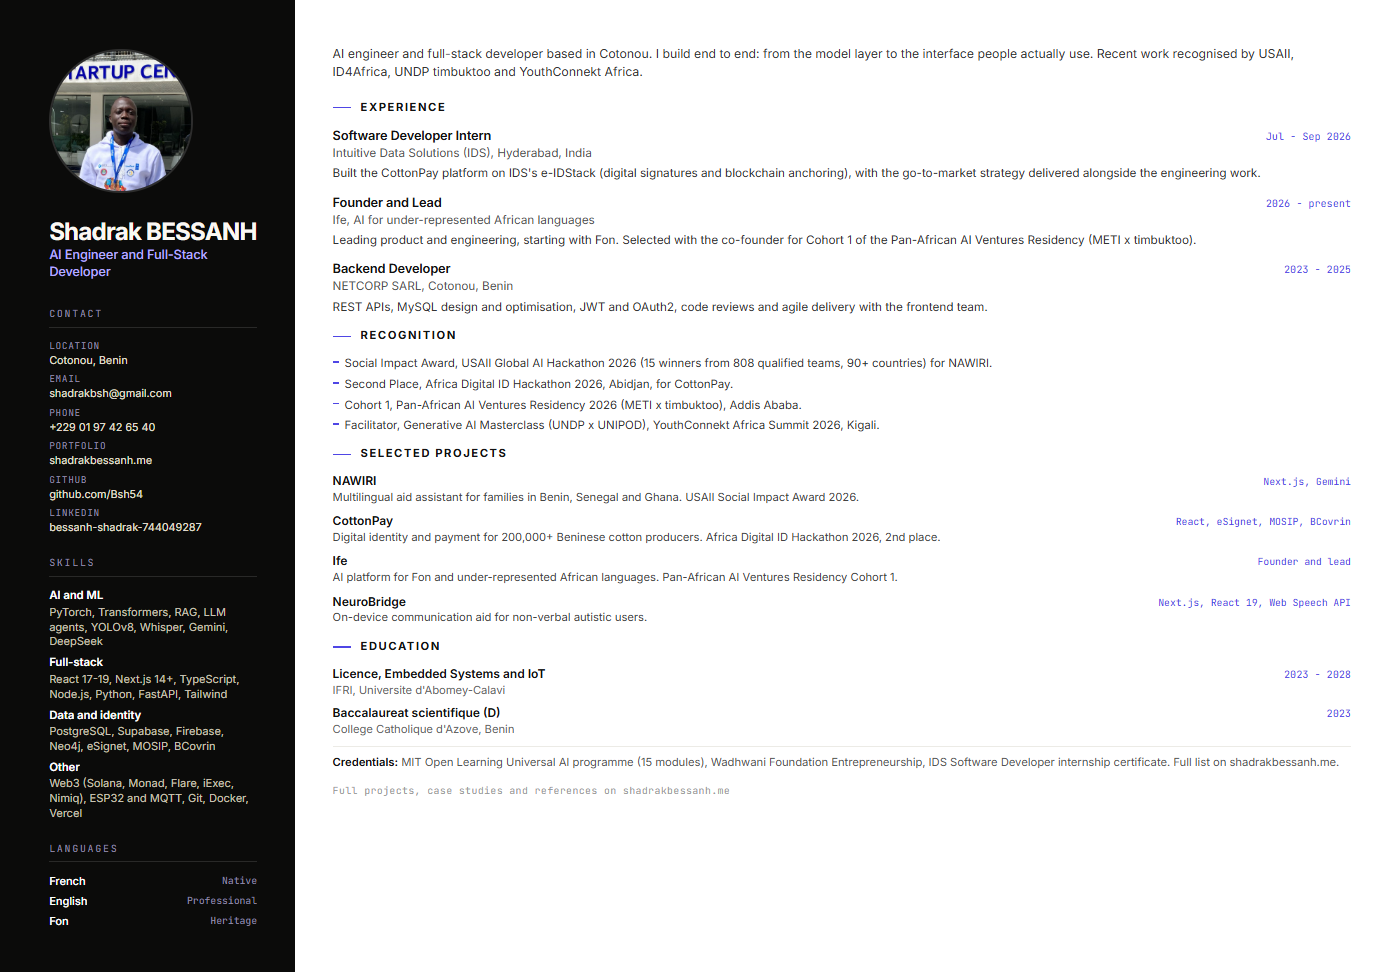 TARTUP CEN
Shadrak BESSANH
AI Engineer and Full-Stack
Developer
CONTACT
LOCATION
Cotonou, Benin
EMAIL
shadrakbsh@gmail.com
PHONE
+229 01 97 42 65 40
PORTFOLIO
shadrakbessanh.me
GITHUB
github.com/Bsh54
LINKEDIN
bessanh-shadrak-744049287
SKILLS
AI and ML
PyTorch, Transformers, RAG, LLM
agents, YOLOv8, Whisper, Gemini,
DeepSeek
Full-stack
React 17-19, Next.js 14+, TypeScript,
Node.js, Python, FastAPI, Tailwind
Data and identity
PostgreSQL, Supabase, Firebase,
Neo4j, eSignet, MOSIP, BCovrin
Other
Web3 (Solana, Monad, Flare, iExec,
Nimiq), ESP32 and MQTT, Git, Docker,
Vercel
LANGUAGES
French Native
English Professional
Fon Heritage
AI engineer and full-stack developer based in Cotonou. I build end to end: from the model layer to the interface people actually use. Recent work recognised by USAII,
ID4Africa, UNDP timbuktoo and YouthConnekt Africa.
EXPERIENCE
Software Developer Intern Jul - Sep 2026
Intuitive Data Solutions (IDS), Hyderabad, India
Built the CottonPay platform on IDS's e-IDStack (digital signatures and blockchain anchoring), with the go-to-market strategy delivered alongside the engineering work.
Founder and Lead 2026 - present
Ife, AI for under-represented African languages
Leading product and engineering, starting with Fon. Selected with the co-founder for Cohort 1 of the Pan-African AI Ventures Residency (METI x timbuktoo).
Backend Developer 2023 - 2025
NETCORP SARL, Cotonou, Benin
REST APIs, MySQL design and optimisation, JWT and OAuth2, code reviews and agile delivery with the frontend team.
RECOGNITION
– Social Impact Award, USAII Global AI Hackathon 2026 (15 winners from 808 qualified teams, 90+ countries) for NAWIRI.
– Second Place, Africa Digital ID Hackathon 2026, Abidjan, for CottonPay.
– Cohort 1, Pan-African AI Ventures Residency 2026 (METI x timbuktoo), Addis Ababa.
– Facilitator, Generative AI Masterclass (UNDP x UNIPOD), YouthConnekt Africa Summit 2026, Kigali.
SELECTED PROJECTS
NAWIRI Next.js, Gemini
Multilingual aid assistant for families in Benin, Senegal and Ghana. USAII Social Impact Award 2026.
CottonPay React, eSignet, MOSIP, BCovrin
Digital identity and payment for 200,000+ Beninese cotton producers. Africa Digital ID Hackathon 2026, 2nd place.
Ife Founder and lead
AI platform for Fon and under-represented African languages. Pan-African AI Ventures Residency Cohort 1.
NeuroBridge Next.js, React 19, Web Speech API
On-device communication aid for non-verbal autistic users.
EDUCATION
Licence, Embedded Systems and IoT 2023 - 2028
IFRI, Universite d'Abomey-Calavi
Baccalaureat scientifique (D) 2023
College Catholique d'Azove, Benin
Credentials: MIT Open Learning Universal AI programme (15 modules), Wadhwani Foundation Entrepreneurship, IDS Software Developer internship certificate. Full list on shadrakbessanh.me.
Full projects, case studies and references on shadrakbessanh.me